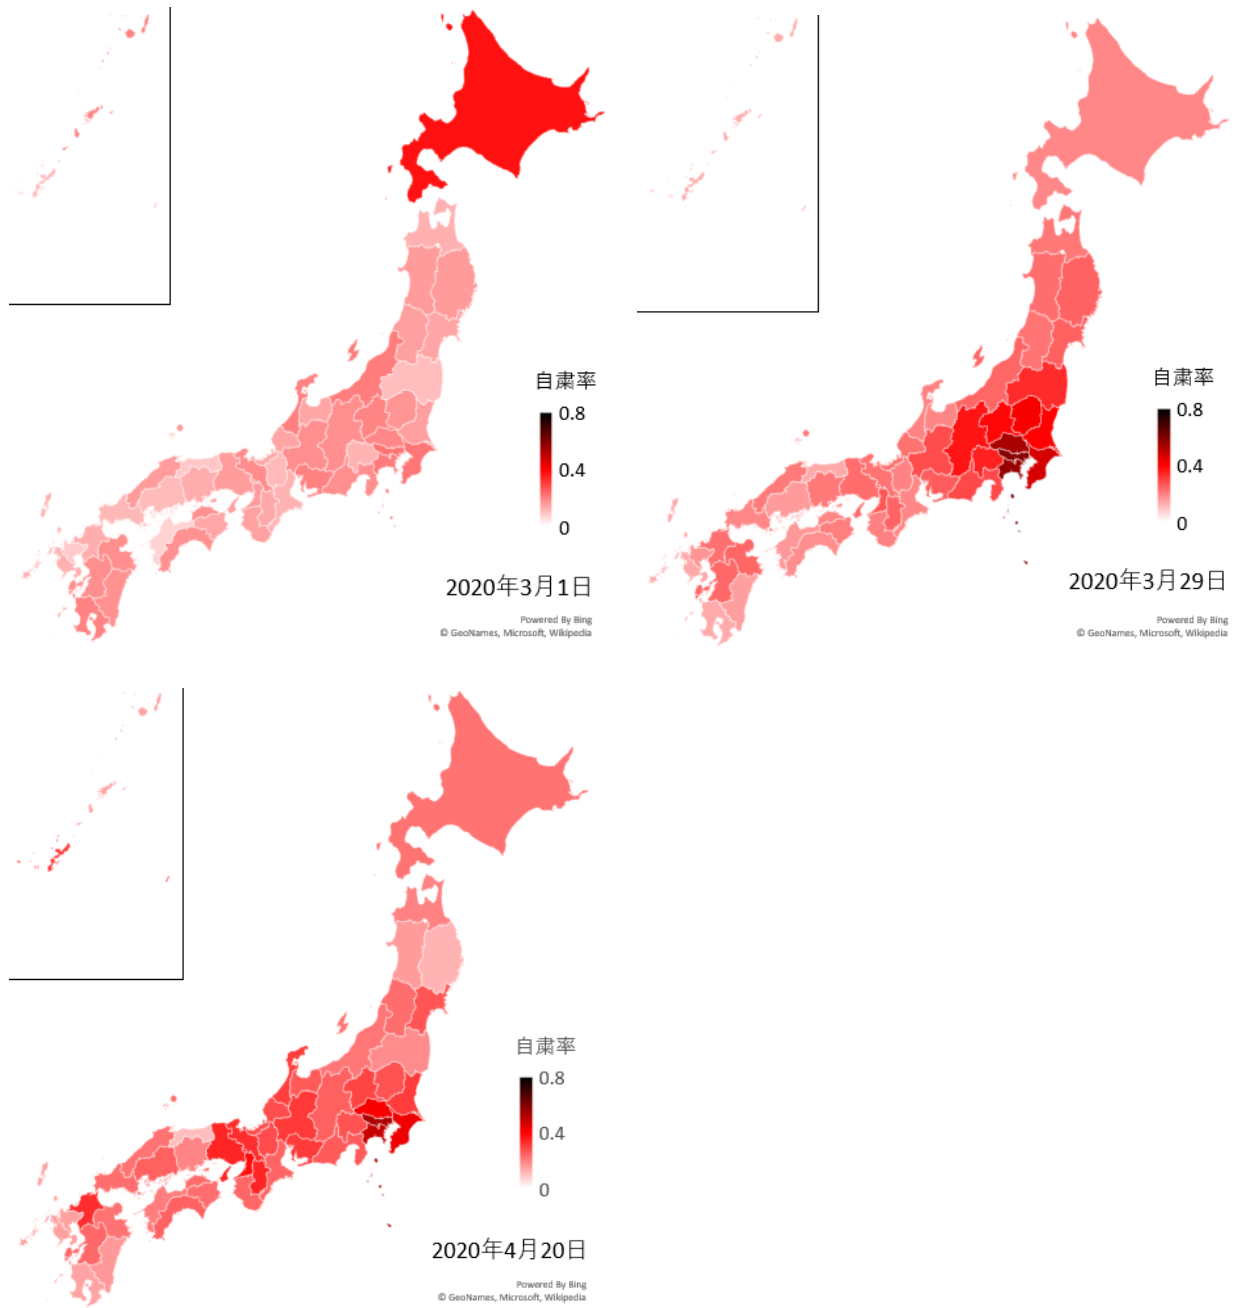 自粛率
0.8
0.4
0
2020年3月1日
Powered By Bing
© GeoNames, Microsoft, Wikipedia
自粛率
0.8
0.4
0
2020年3月29日
Powered By Bing
© GeoNames, Microsoft, Wikipedia
自粛率
0.8
0.4
0
2020年4月20日
Powered By Bing
© GeoNames, Microsoft, Wikipedia